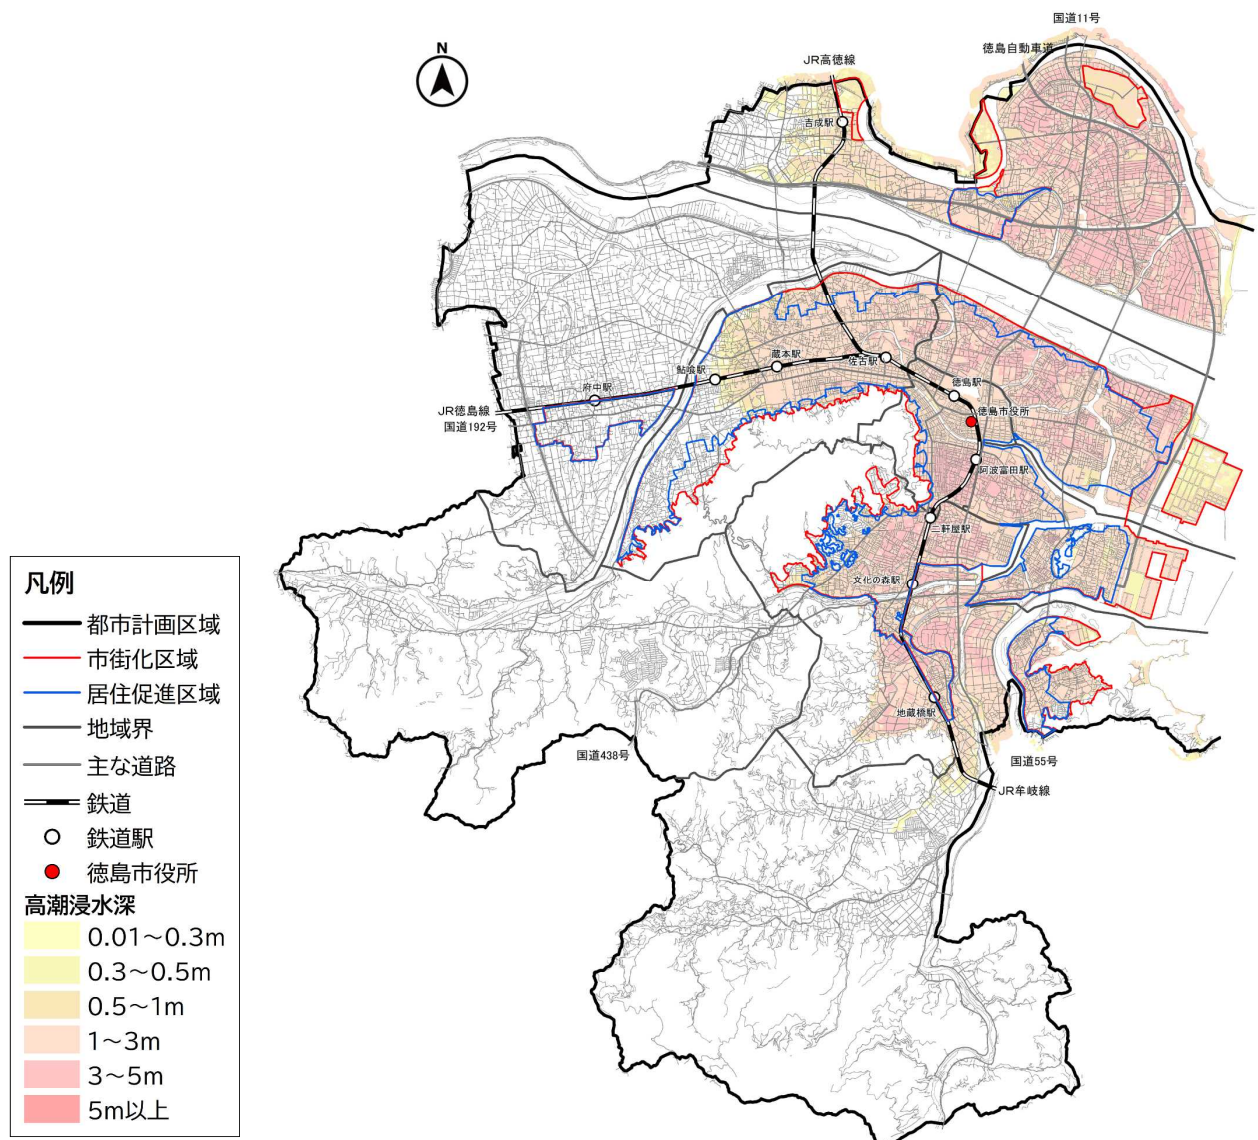 国道11号
徳島自動車道
N
JR高徳線
吉成駅
蔵本駅
佐古駅
鮎喰駅
府中駅
徳島駅
JR徳島線
国道192号
徳島市役所
阿波富田駅
二軒屋駅
文化の森駅
地蔵橋駅
国道438号
国道55号
JR牟岐線
凡例
都市計画区域
市街化区域
居住促進区域
地域界
主な道路
鉄道
鉄道駅
徳島市役所
高潮浸水深
0.01～0.3m
0.3～0.5m
0.5～1m
1～3m
3～5m
5m以上